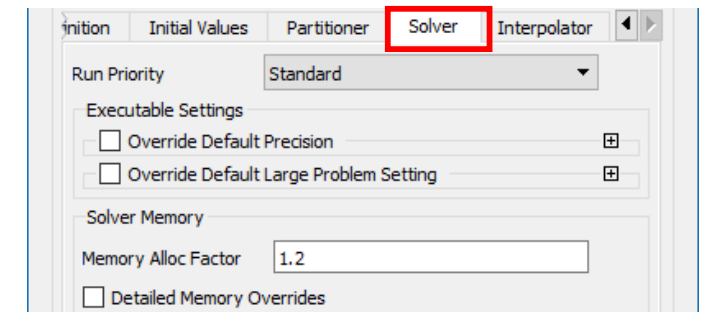 inition Initial Values Partitioner Solver Interpolator
Run Priority Standard
Executable Settings
Override Default Precision
Override Default Large Problem Setting
Solver Memory
Memory Alloc Factor 1.2
Detailed Memory Overrides